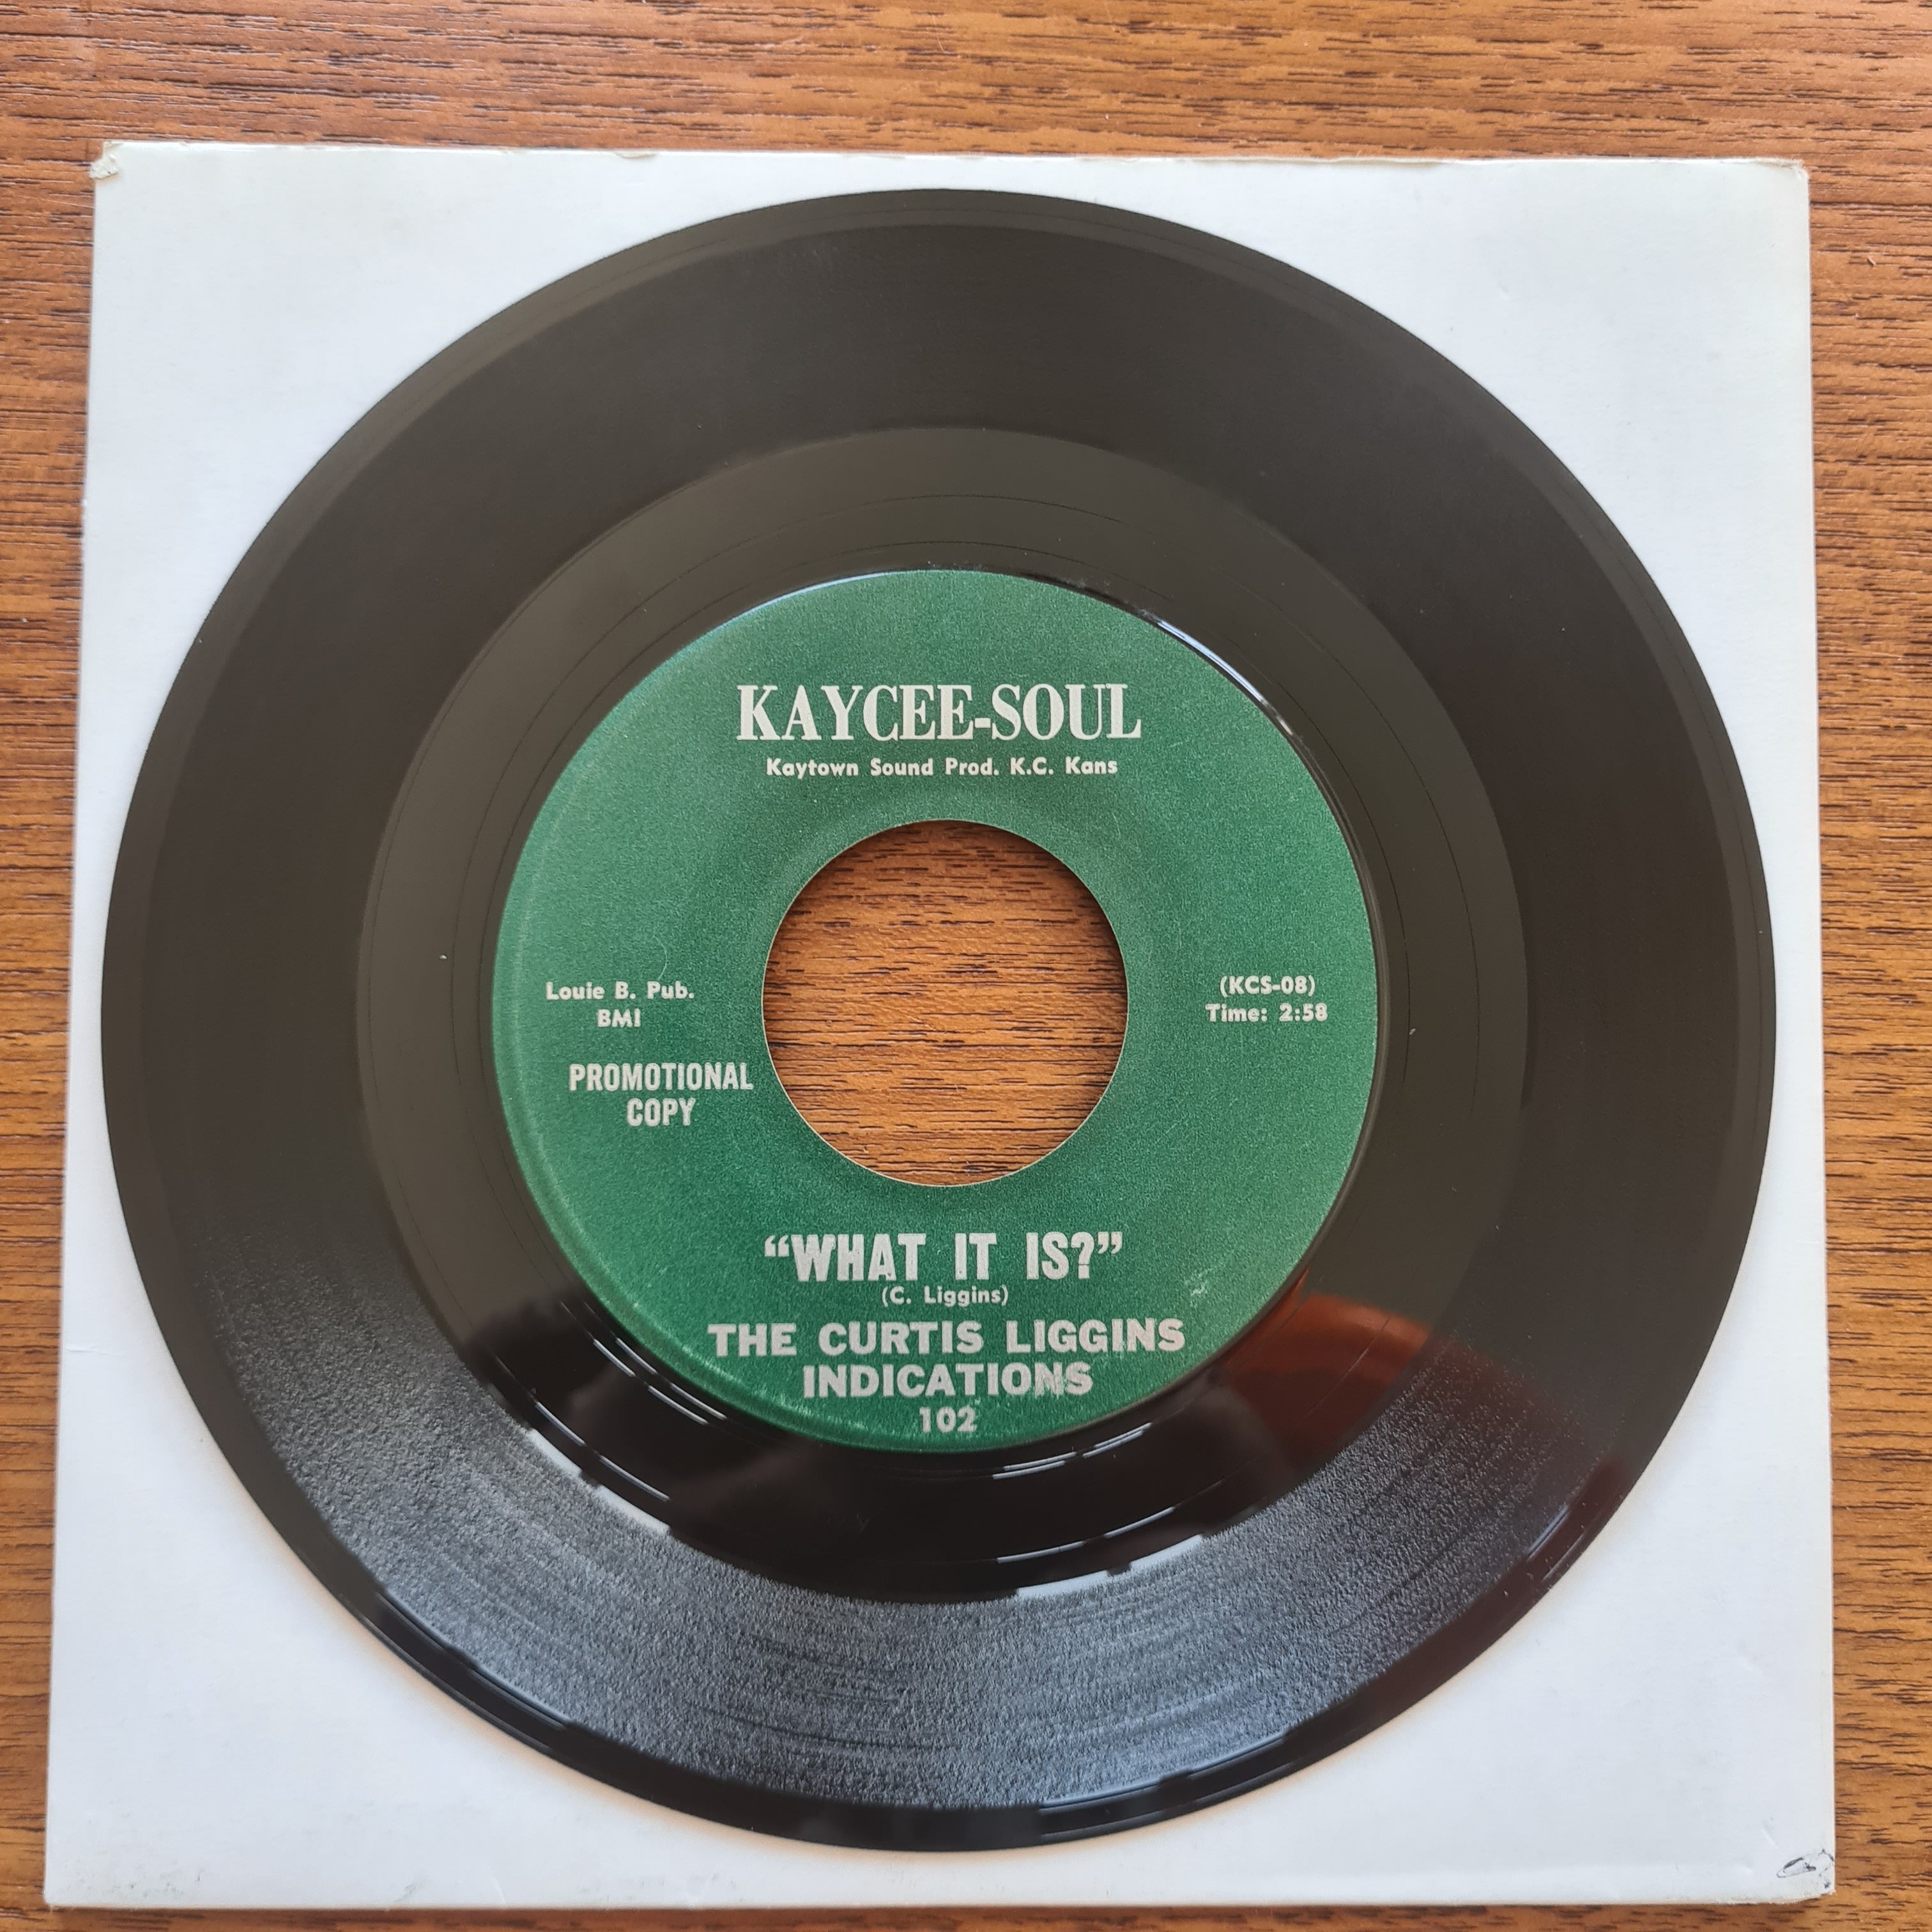 KAYCEE-SOUL
Kaytown Sound Prod. K.C. Kans
Louie B. Pub.
BMI
PROMOTIONAL
COPY
(KCS-08)
Time: 2:58
“WHAT IT IS?”
(C. Liggins)
THE CURTIS LIGGINS
INDICATIONS
102